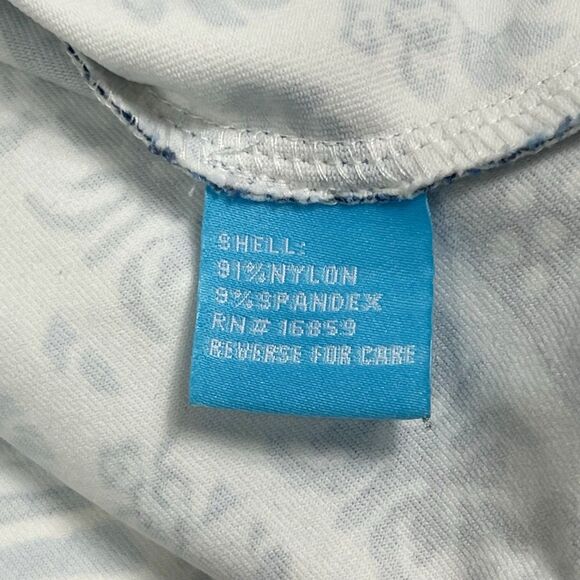 SHELL:
91%NYLON
9%SPANDEX
RN# 16859
REVERSE FOR CARE